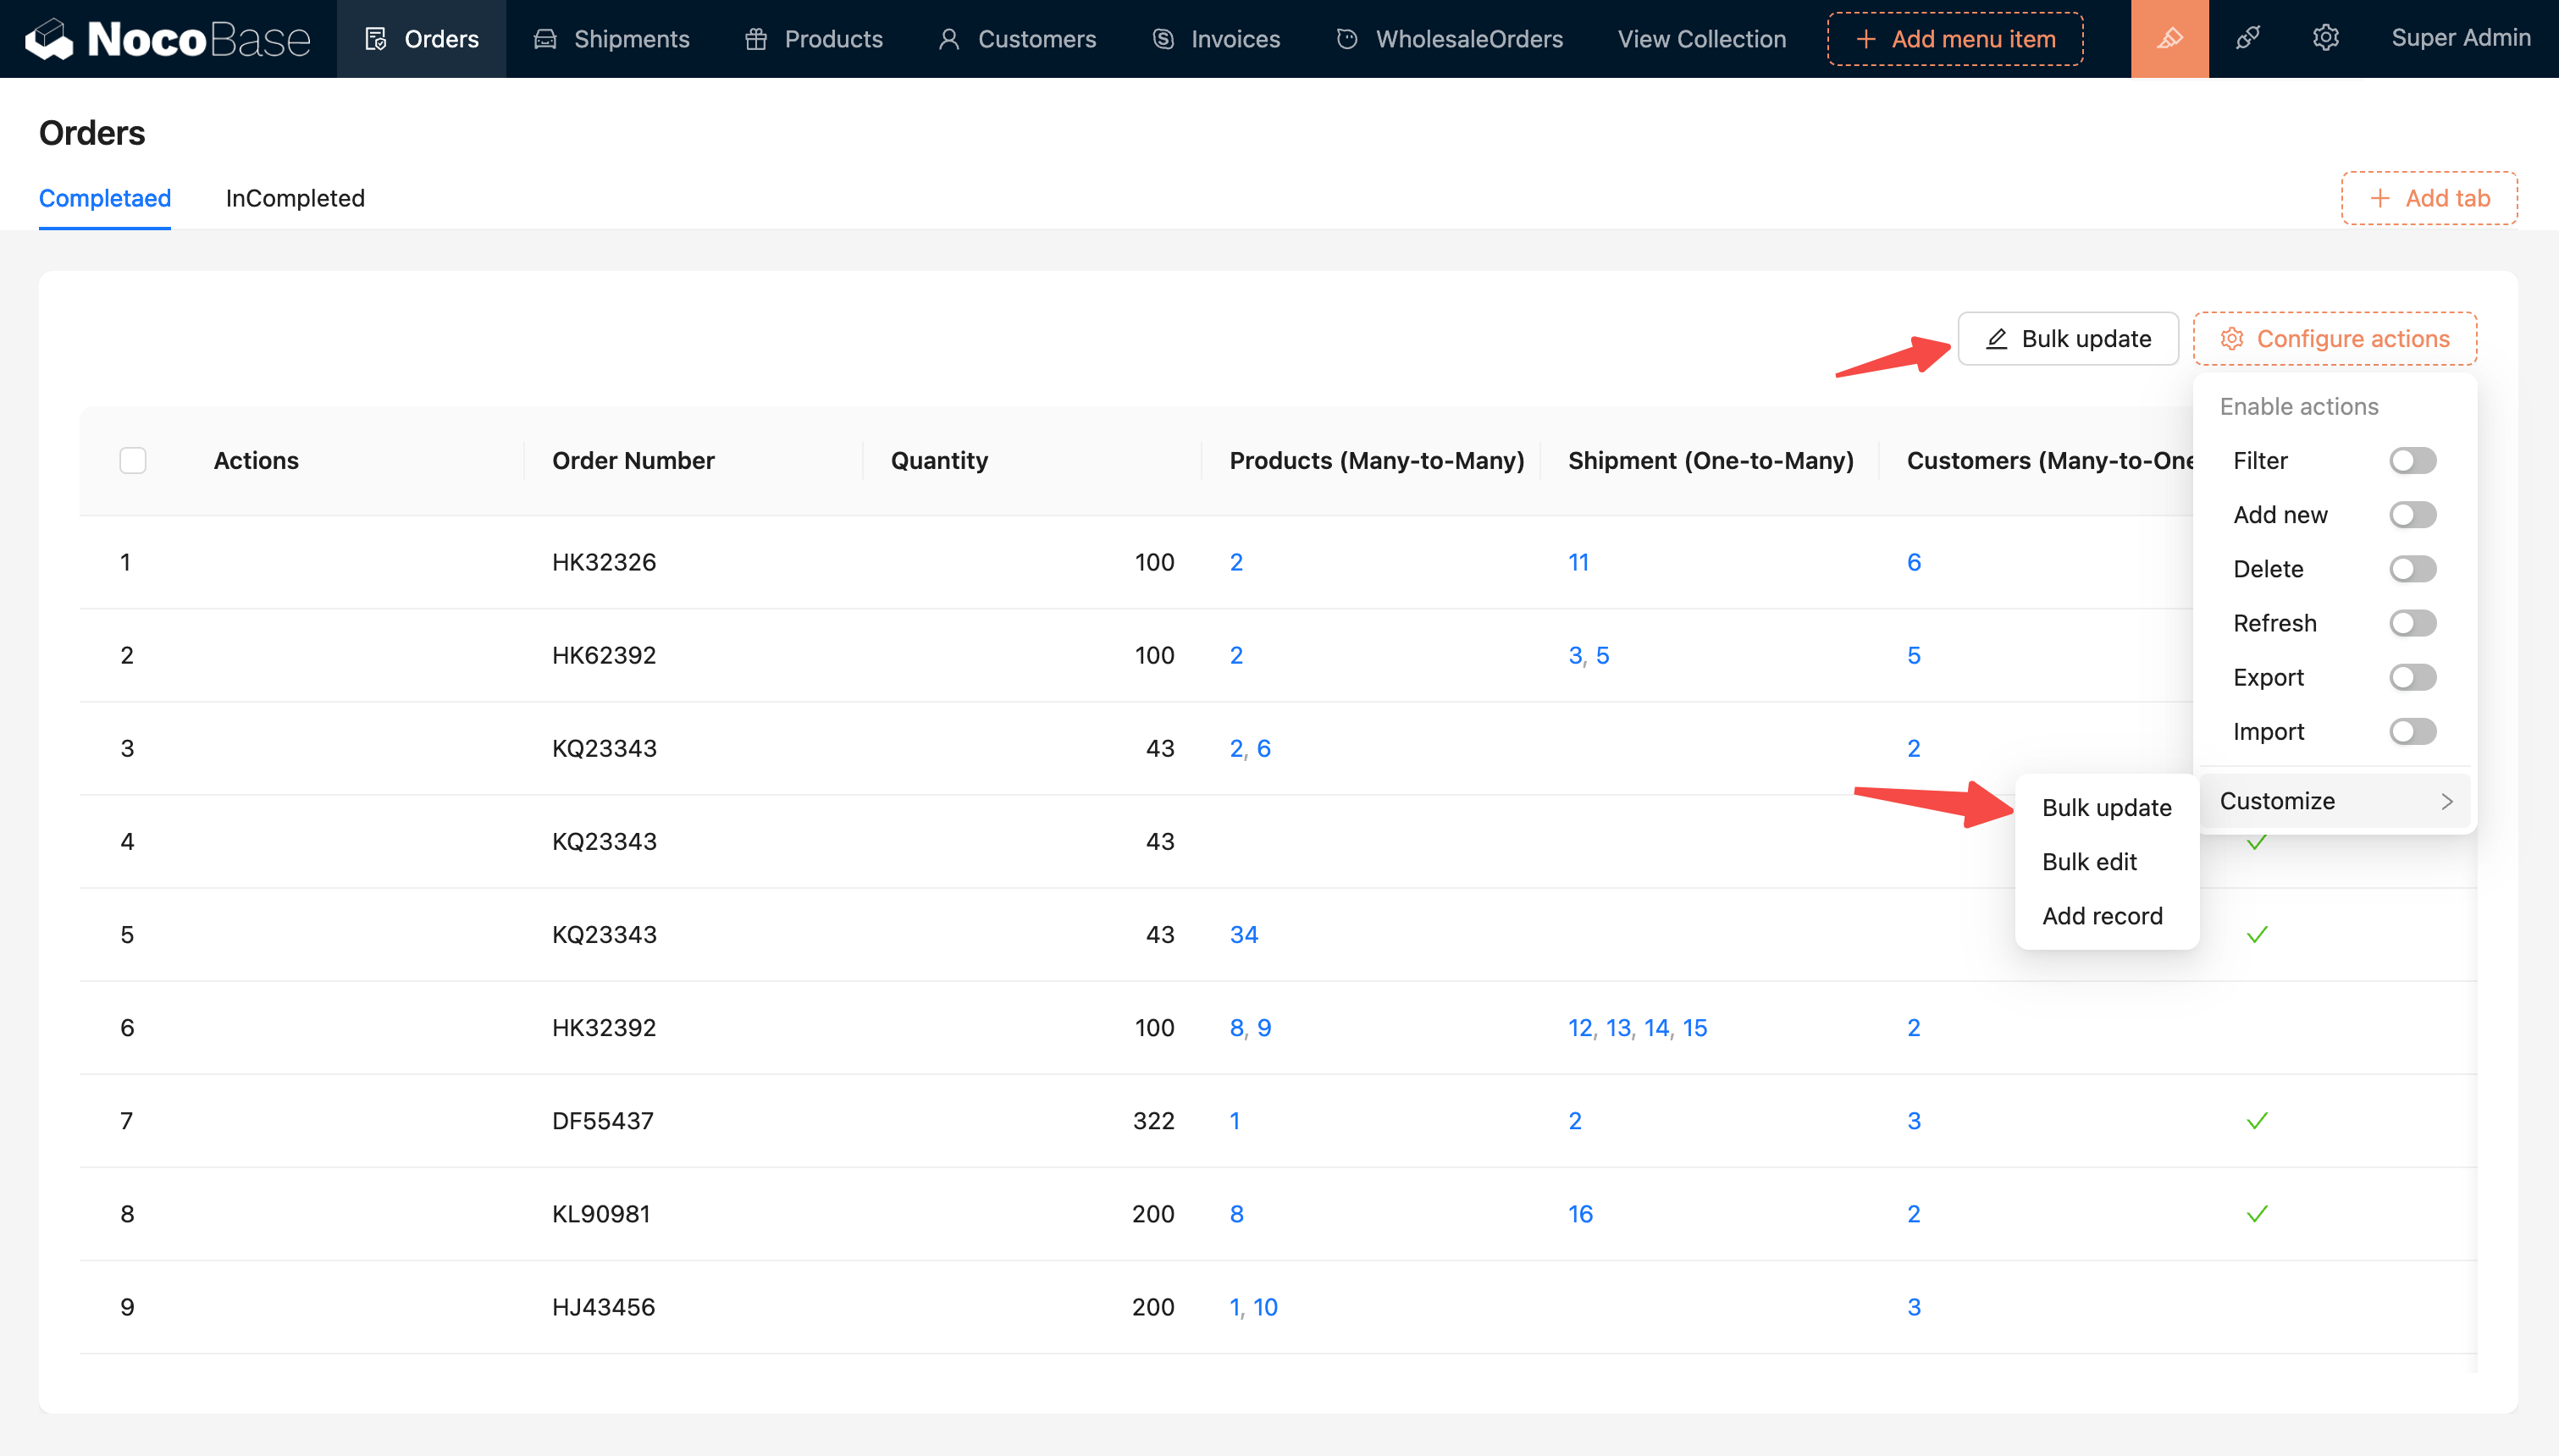 NocoBase Orders Shipments Products Customers Invoices WholesaleOrders View Collection + Add menu item Super Admin
Orders
Completaed InCompleted + Add tab
Bulk update Configure actions
Enable actions
Filter
Add new
Delete
Refresh
Export
Import
Customize >
Bulk update
Bulk edit
Add record
Actions Order Number Quantity Products (Many-to-Many) Shipment (One-to-Many) Customers (Many-to-One
1 HK32326 100 2 11 6
2 HK62392 100 2 3, 5 5
3 KQ23343 43 2, 6 2
4 KQ23343 43
5 KQ23343 43 34
6 HK32392 100 8, 9 12, 13, 14, 15 2
7 DF55437 322 1 2 3
8 KL90981 200 8 16 2
9 HJ43456 200 1, 10 3